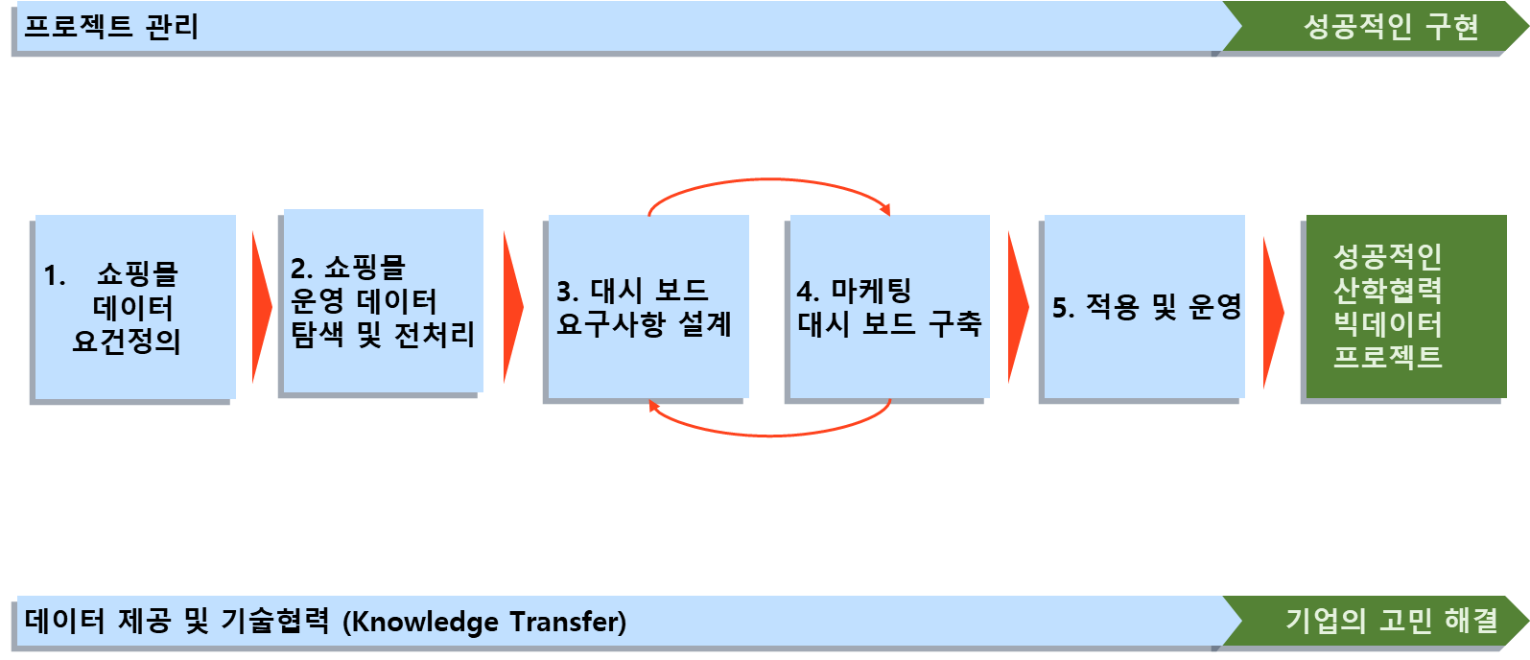 프로젝트 관리
성공적인 구현
1. 쇼핑몰
데이터
요건정의
2. 쇼핑몰
운영 데이터
탐색 및 전처리
3. 대시 보드
요구사항 설계
4. 마케팅
대시 보드 구축
5. 적용 및 운영
성공적인
산학협력
빅데이터
프로젝트
데이터 제공 및 기술협력 (Knowledge Transfer)
기업의 고민 해결